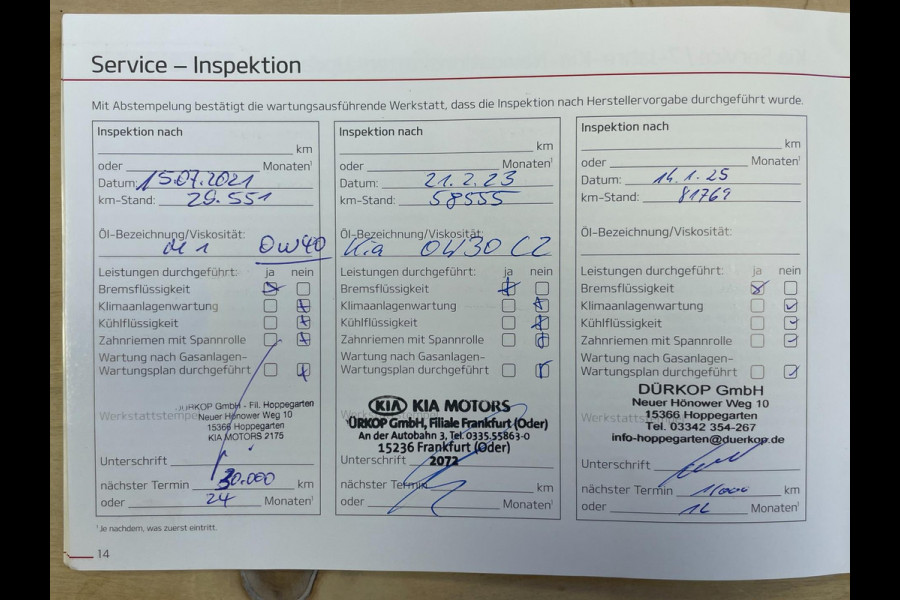 Service – Inspektion
Mit Abstempelung bestätigt die wartungsausführende Werkstatt, dass die Inspektion nach Herstellervorgabe durchgeführt wurde.
Inspektion nach
km
oder Monaten¹
Datum: 15.07.2021
km-Stand: 29.551
Öl-Bezeichnung/Viskosität:
M 1 0W40
Leistungen durchgeführt: ja nein
Bremsflüssigkeit
Klimaanlagenwartung
Kühlflüssigkeit
Zahnriemen mit Spannrolle
Wartung nach Gasanlagen-
Wartungsplan durchgeführt
Werkstattstempel
DÜRKOP GmbH - Fil. Hoppegarten
Neuer Hönower Weg 10
15366 Hoppegarten
KIA MOTORS 2175
Unterschrift
nächster Termin 30.000 km
oder 24 Monaten¹
Inspektion nach
km
oder Monaten¹
Datum: 21.2.23
km-Stand: 58555
Öl-Bezeichnung/Viskosität:
Kia 0W30 C2
Leistungen durchgeführt: ja nein
Bremsflüssigkeit
Klimaanlagenwartung
Kühlflüssigkeit
Zahnriemen mit Spannrolle
Wartung nach Gasanlagen-
Wartungsplan durchgeführt
KIA KIA MOTORS
ÜRKOP GmbH, Filiale Frankfurt (Oder)
An der Autobahn 3, Tel. 0335.55863-0
15236 Frankfurt (Oder)
2072
Unterschrift
nächster Termin km
oder Monaten¹
Inspektion nach
km
oder Monaten¹
Datum: 14.1.25
km-Stand: 81769
Öl-Bezeichnung/Viskosität:
Leistungen durchgeführt: ja nein
Bremsflüssigkeit
Klimaanlagenwartung
Kühlflüssigkeit
Zahnriemen mit Spannrolle
Wartung nach Gasanlagen-
Wartungsplan durchgeführt
DÜRKOP GmbH
Neuer Hönower Weg 10
15366 Hoppegarten
Tel. 03342 354-267
info-hoppegarten@duerkop.de
Unterschrift
nächster Termin km
oder 12 Monaten¹
¹Je nachdem, was zuerst eintritt.
14